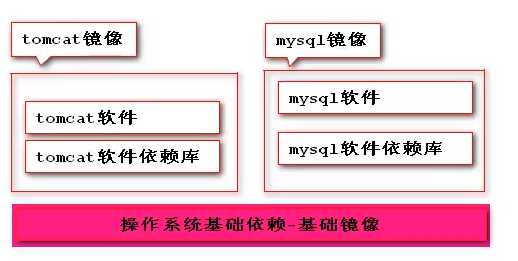 tomcat镜像
tomcat软件
tomcat软件依赖库
mysql镜像
mysql软件
mysql软件依赖库
操作系统基础依赖-基础镜像